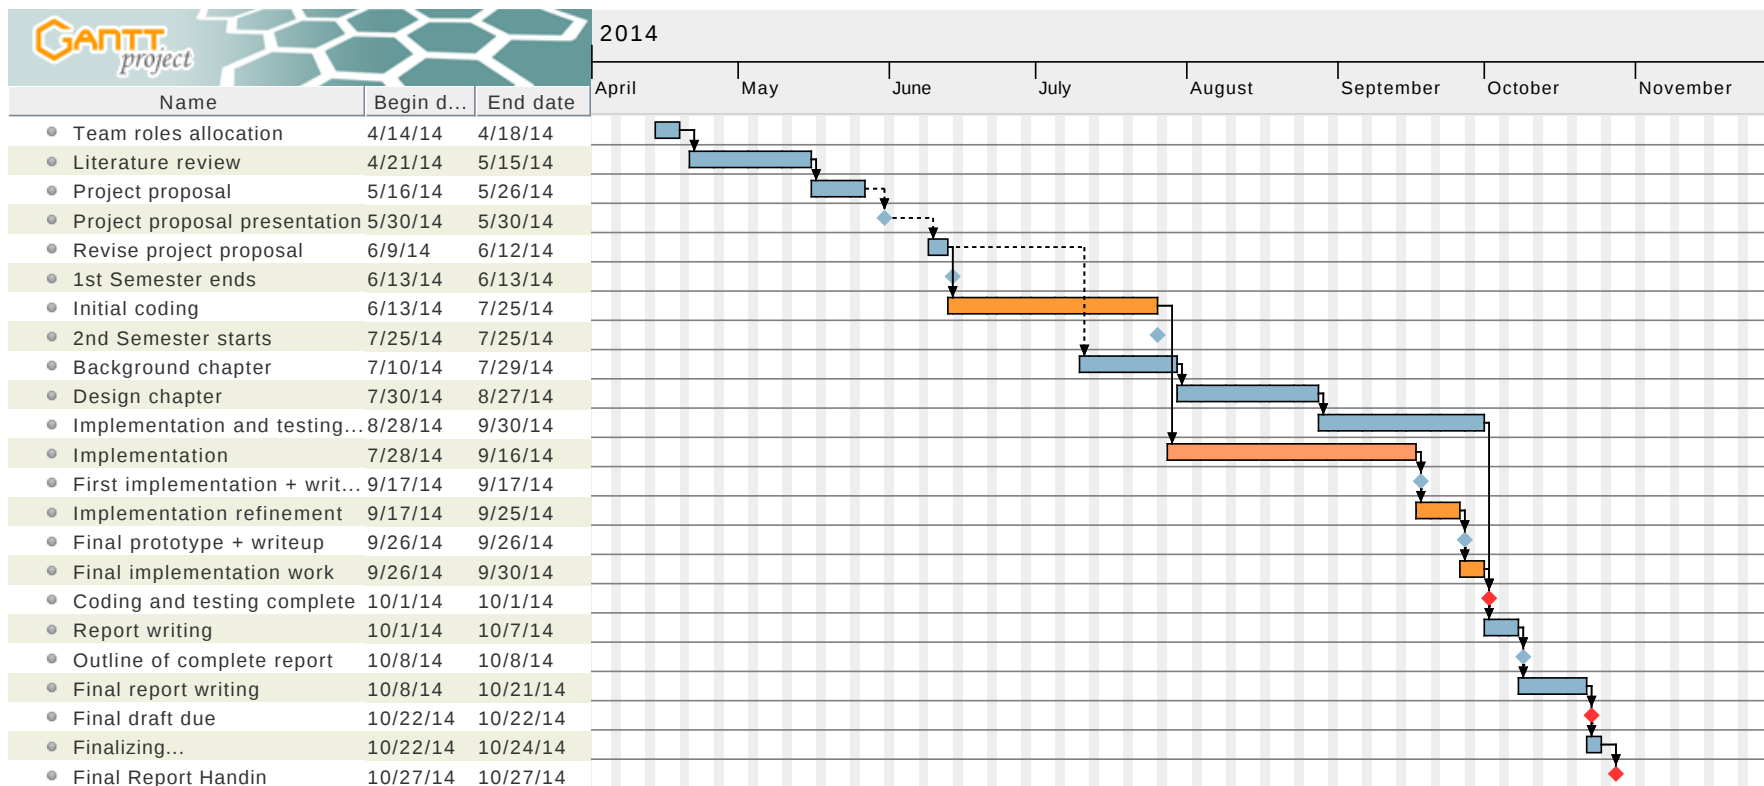 GANTT
project
2014
April May June July August September October November
Name Begin d... End date
Team roles allocation 4/14/14 4/18/14
Literature review 4/21/14 5/15/14
Project proposal 5/16/14 5/26/14
Project proposal presentation 5/30/14 5/30/14
Revise project proposal 6/9/14 6/12/14
1st Semester ends 6/13/14 6/13/14
Initial coding 6/13/14 7/25/14
2nd Semester starts 7/25/14 7/25/14
Background chapter 7/10/14 7/29/14
Design chapter 7/30/14 8/27/14
Implementation and testing... 8/28/14 9/30/14
Implementation 7/28/14 9/16/14
First implementation + writ... 9/17/14 9/17/14
Implementation refinement 9/17/14 9/25/14
Final prototype + writeup 9/26/14 9/26/14
Final implementation work 9/26/14 9/30/14
Coding and testing complete 10/1/14 10/1/14
Report writing 10/1/14 10/7/14
Outline of complete report 10/8/14 10/8/14
Final report writing 10/8/14 10/21/14
Final draft due 10/22/14 10/22/14
Finalizing... 10/22/14 10/24/14
Final Report Handin 10/27/14 10/27/14